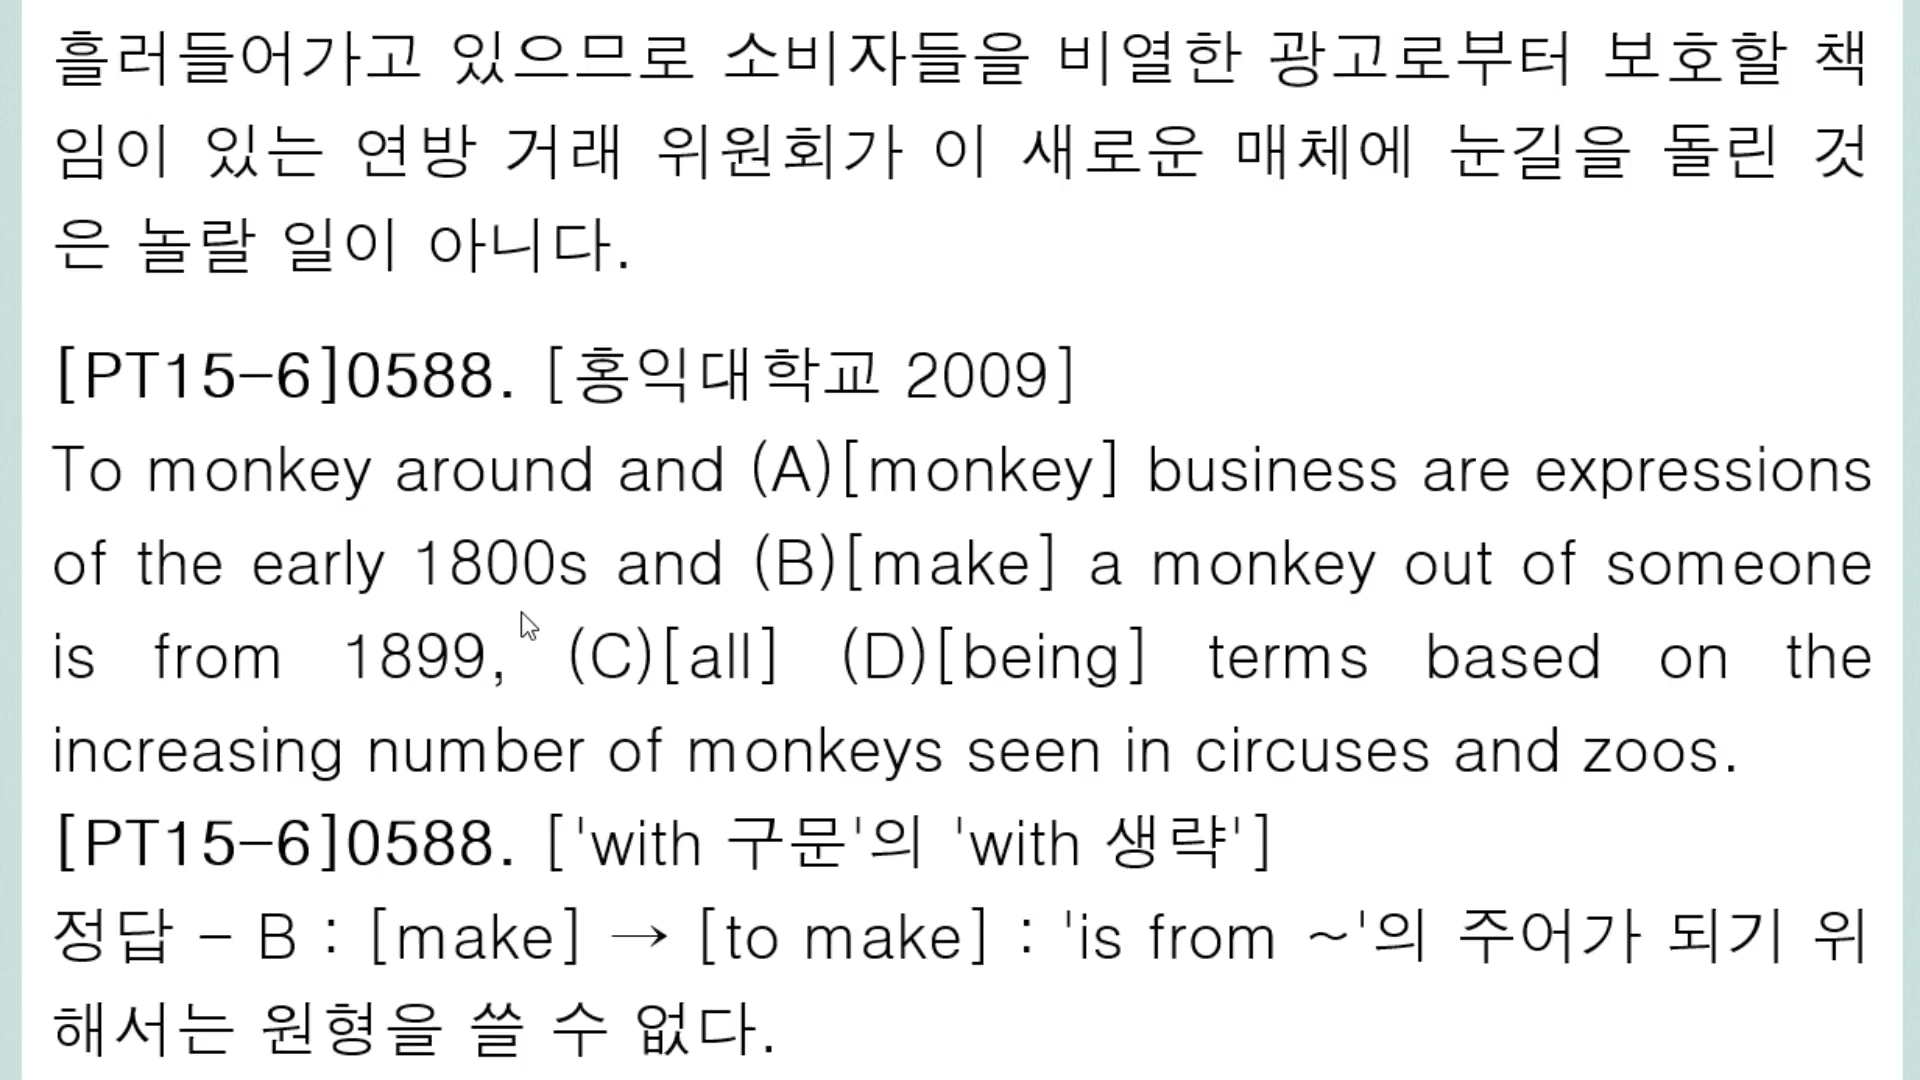 흘러들어가고 있으므로 소비자들을 비열한 광고로부터 보호할 책
임이 있는 연방 거래 위원회가 이 새로운 매체에 눈길을 돌린 것
은 놀랄 일이 아니다.
[PT15-6]0588. [홍익대학교 2009]
To monkey around and (A)[monkey] business are expressions
of the early 1800s and (B)[make] a monkey out of someone
is from 1899, (C)[all] (D)[being] terms based on the
increasing number of monkeys seen in circuses and zoos.
[PT15-6]0588. ['with 구문'의 'with 생략']
정답 - B : [make] → [to make] : 'is from ~'의 주어가 되기 위
해서는 원형을 쓸 수 없다.